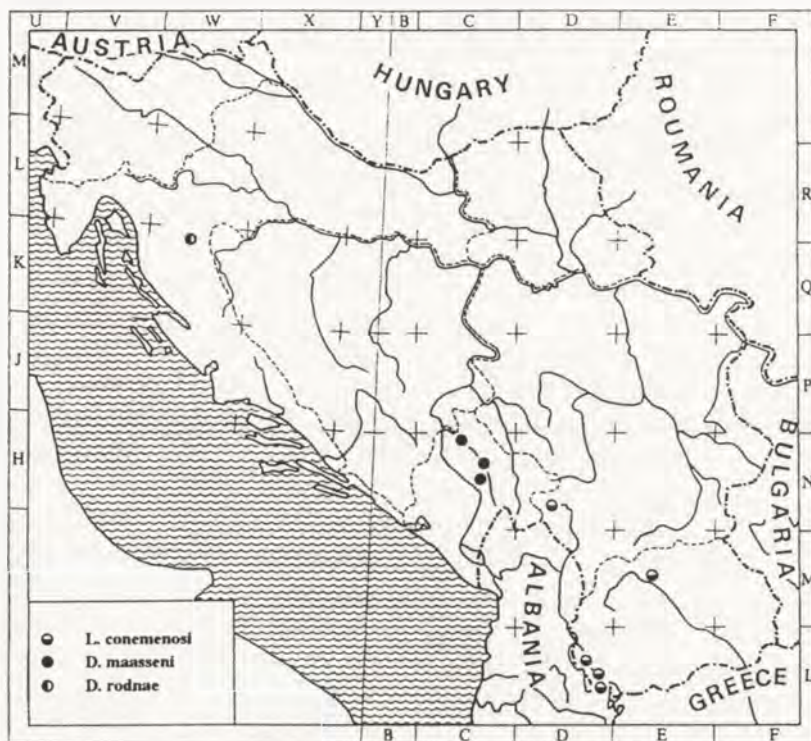 U V W X Y B C D E F
M
L
K
J
H
R
Q
P
N
M
L
AUSTRIA
HUNGARY
ROUMANIA
BULGARIA
ALBANIA
GREECE
L. conemenosi
D. maasseni
D. rodnae
B C D E F